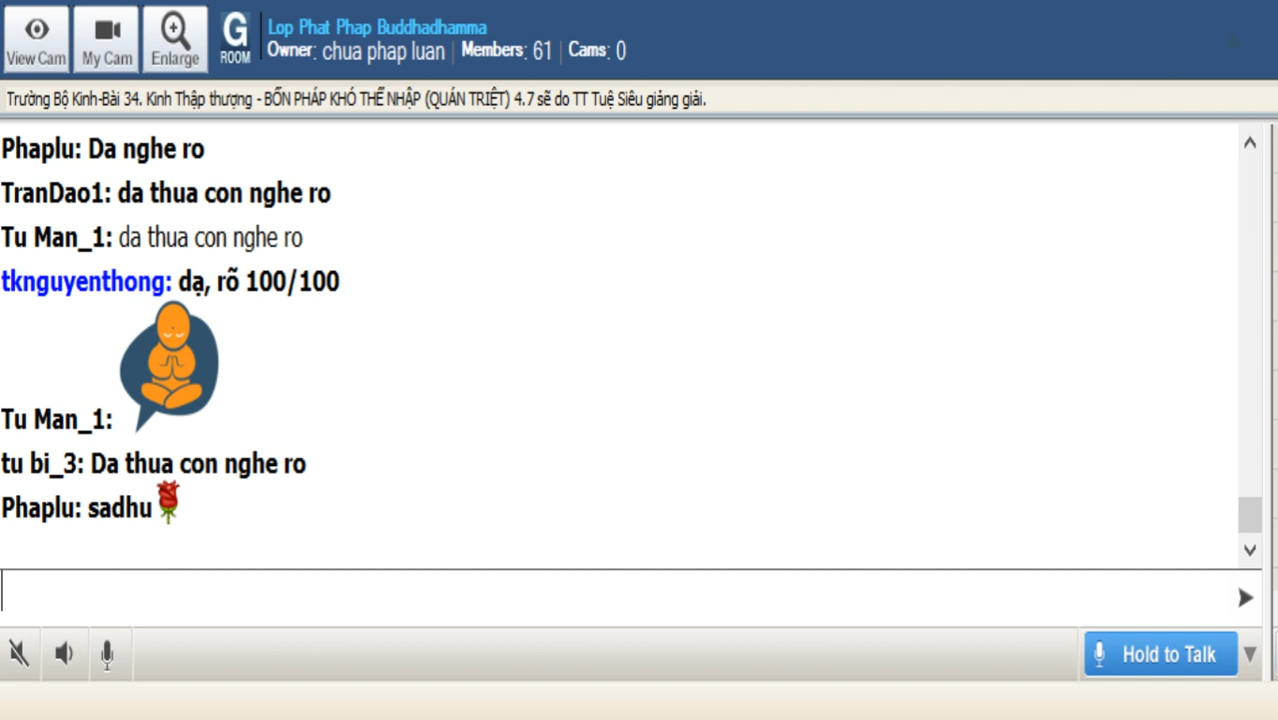 View Cam
My Cam
Enlarge
G
ROOM
Lop Phat Phap Buddhadhamma
Owner: chua phap luan | Members: 61 | Cams: 0
Trường Bộ Kinh-Bài 34. Kinh Thập thượng - BỐN PHÁP KHÓ THỂ NHẬP (QUÁN TRIỆT) 4.7 sẽ do TT Tuệ Siêu giảng giải.
Phaplu: Da nghe ro
TranDao1: da thua con nghe ro
Tu Man_1: da thua con nghe ro
tknguyenthong: dạ, rõ 100/100
Tu Man_1:
tu bi_3: Da thua con nghe ro
Phaplu: sadhu
Hold to Talk